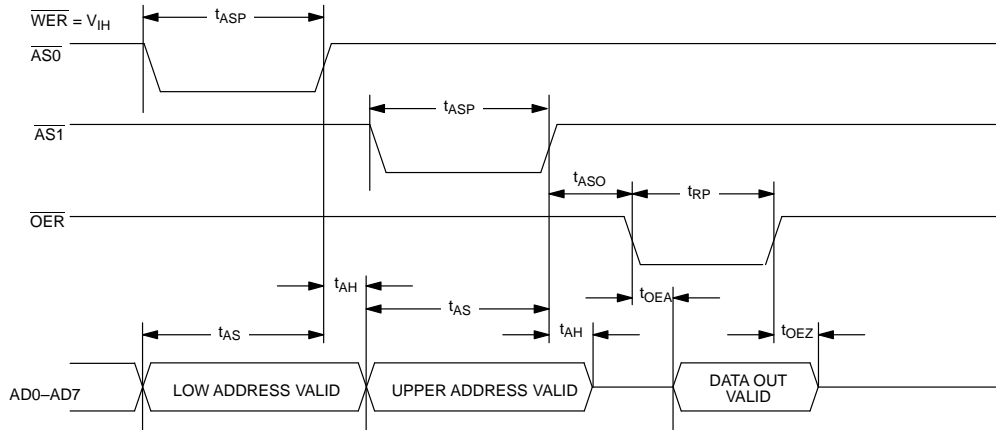 WER = VIH
tASP
AS0
tASP
AS1
tASO
tRP
OER
tAH
tOEA
tAS
tAS
tAH
tOEZ
AD0–AD7
LOW ADDRESS VALID
UPPER ADDRESS VALID
DATA OUT
VALID